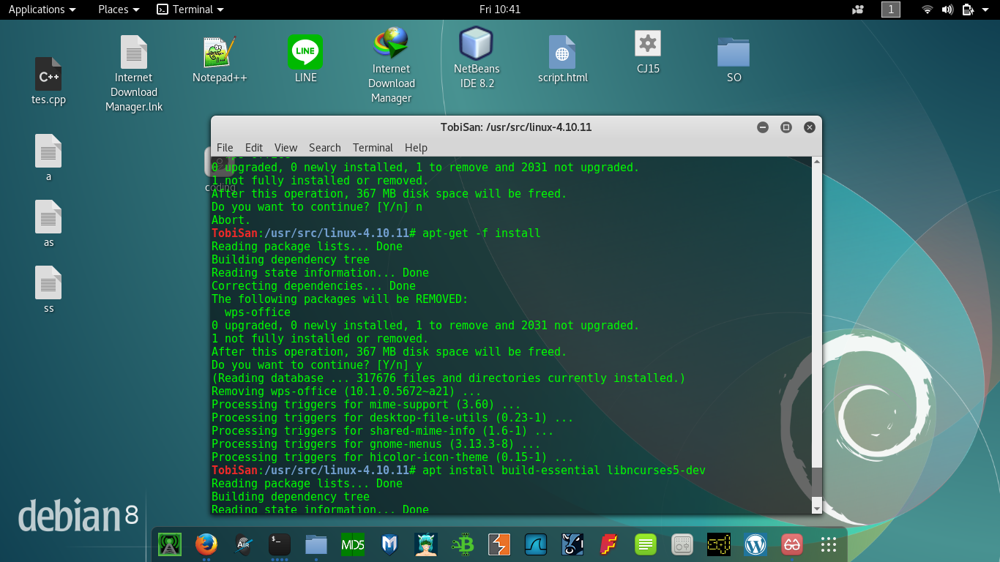 Applications Places Terminal Fri 10:41 1
C++
tes.cpp
Internet
Download
Manager.lnk
Notepad++
LINE
LINE
Internet
Download
Manager
NetBeans
IDE 8.2
script.html
CJ15
SO
a
as
ss
coding
TobiSan: /usr/src/linux-4.10.11
File Edit View Search Terminal Help
0 upgraded, 0 newly installed, 1 to remove and 2031 not upgraded.
1 not fully installed or removed.
After this operation, 367 MB disk space will be freed.
Do you want to continue? [Y/n] n
Abort.
TobiSan:/usr/src/linux-4.10.11# apt-get -f install
Reading package lists... Done
Building dependency tree
Reading state information... Done
Correcting dependencies... Done
The following packages will be REMOVED:
  wps-office
0 upgraded, 0 newly installed, 1 to remove and 2031 not upgraded.
1 not fully installed or removed.
After this operation, 367 MB disk space will be freed.
Do you want to continue? [Y/n] y
(Reading database ... 317676 files and directories currently installed.)
Removing wps-office (10.1.0.5672~a21) ...
Processing triggers for mime-support (3.60) ...
Processing triggers for desktop-file-utils (0.23-1) ...
Processing triggers for shared-mime-info (1.6-1) ...
Processing triggers for gnome-menus (3.13.3-8) ...
Processing triggers for hicolor-icon-theme (0.15-1) ...
TobiSan:/usr/src/linux-4.10.11# apt install build-essential libncurses5-dev
Reading package lists... Done
Building dependency tree
Reading state information... Done
debian 8
AIR
$_
MD5
sql